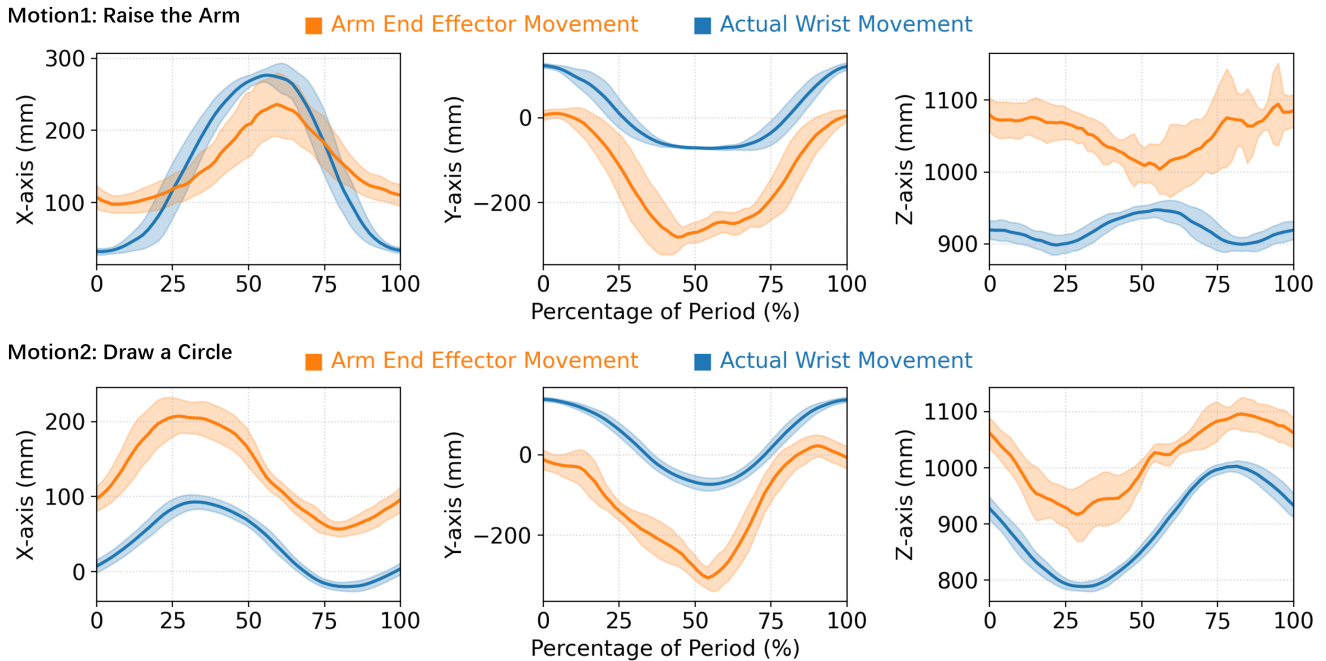 Motion1: Raise the Arm
Arm End Effector Movement Actual Wrist Movement
X-axis (mm)
300
200
100
0 25 50 75 100
Y-axis (mm)
0
−200
0 25 50 75 100
Z-axis (mm)
1100
1000
900
0 25 50 75 100
Percentage of Period (%)
Motion2: Draw a Circle
Arm End Effector Movement Actual Wrist Movement
X-axis (mm)
200
100
0
0 25 50 75 100
Y-axis (mm)
0
−200
0 25 50 75 100
Z-axis (mm)
1100
1000
900
800
0 25 50 75 100
Percentage of Period (%)